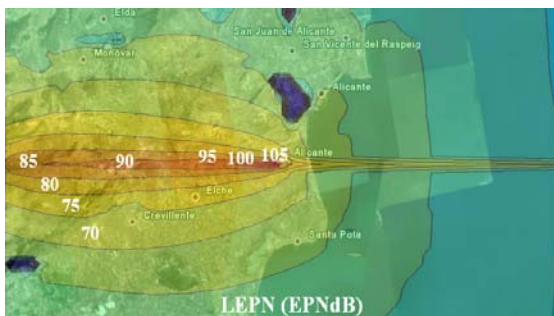 Elda
San Juan de Alicante
San Vicente del Raspeig
Monóvar
Alicante
85 90 95 100 105 Alicante
80
75
Elche
Crevillente
70
Santa Pola
LEPN (EPNdB)